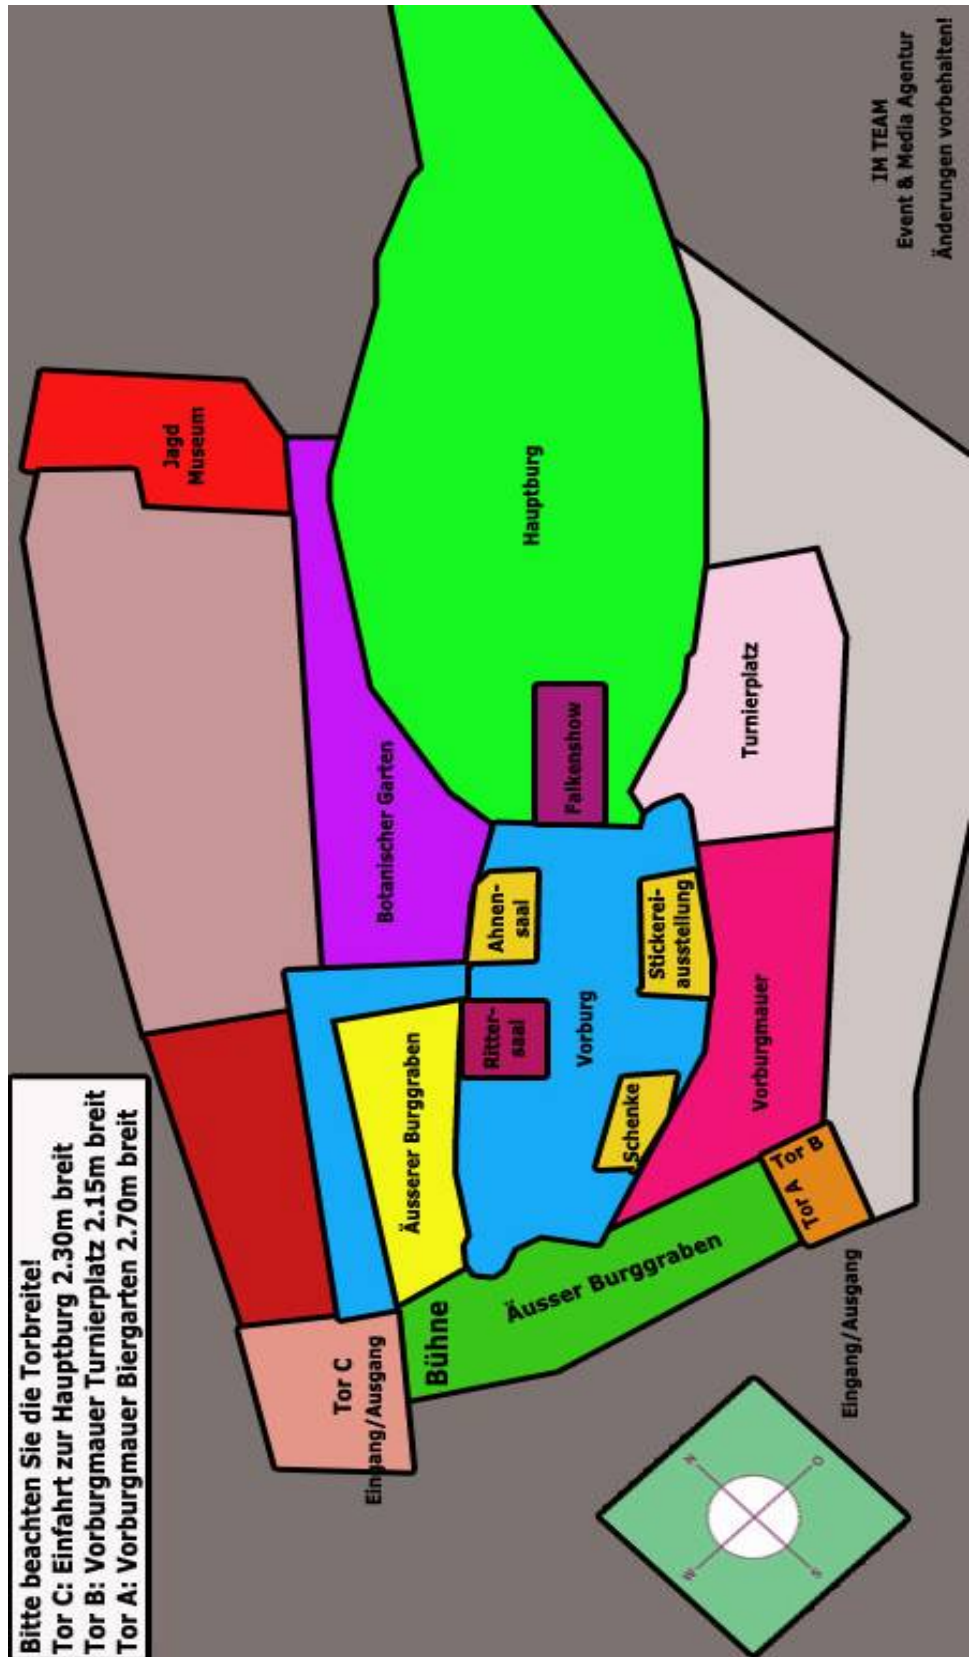 Bitte beachten Sie die Torbreite!
Tor C: Einfahrt zur Hauptburg 2.30m breit
Tor B: Vorburgmauer Turnierplatz 2.15m breit
Tor A: Vorburgmauer Biergarten 2.70m breit
Jagd
Museum
Botanischer Garten
Tor C
Eingang/Ausgang
Äusserer Burggraben
Bühne
Ritter-
saal
Ahnen-
saal
Hauptburg
Falkenshow
Vorburg
Schenke
Stickerei-
ausstellung
Äusser Burggraben
Turnierplatz
Vorburgmauer
Tor A
Tor B
Eingang/Ausgang
N
O
S
W
IM TEAM
Event & Media Agentur
Änderungen vorbehalten!